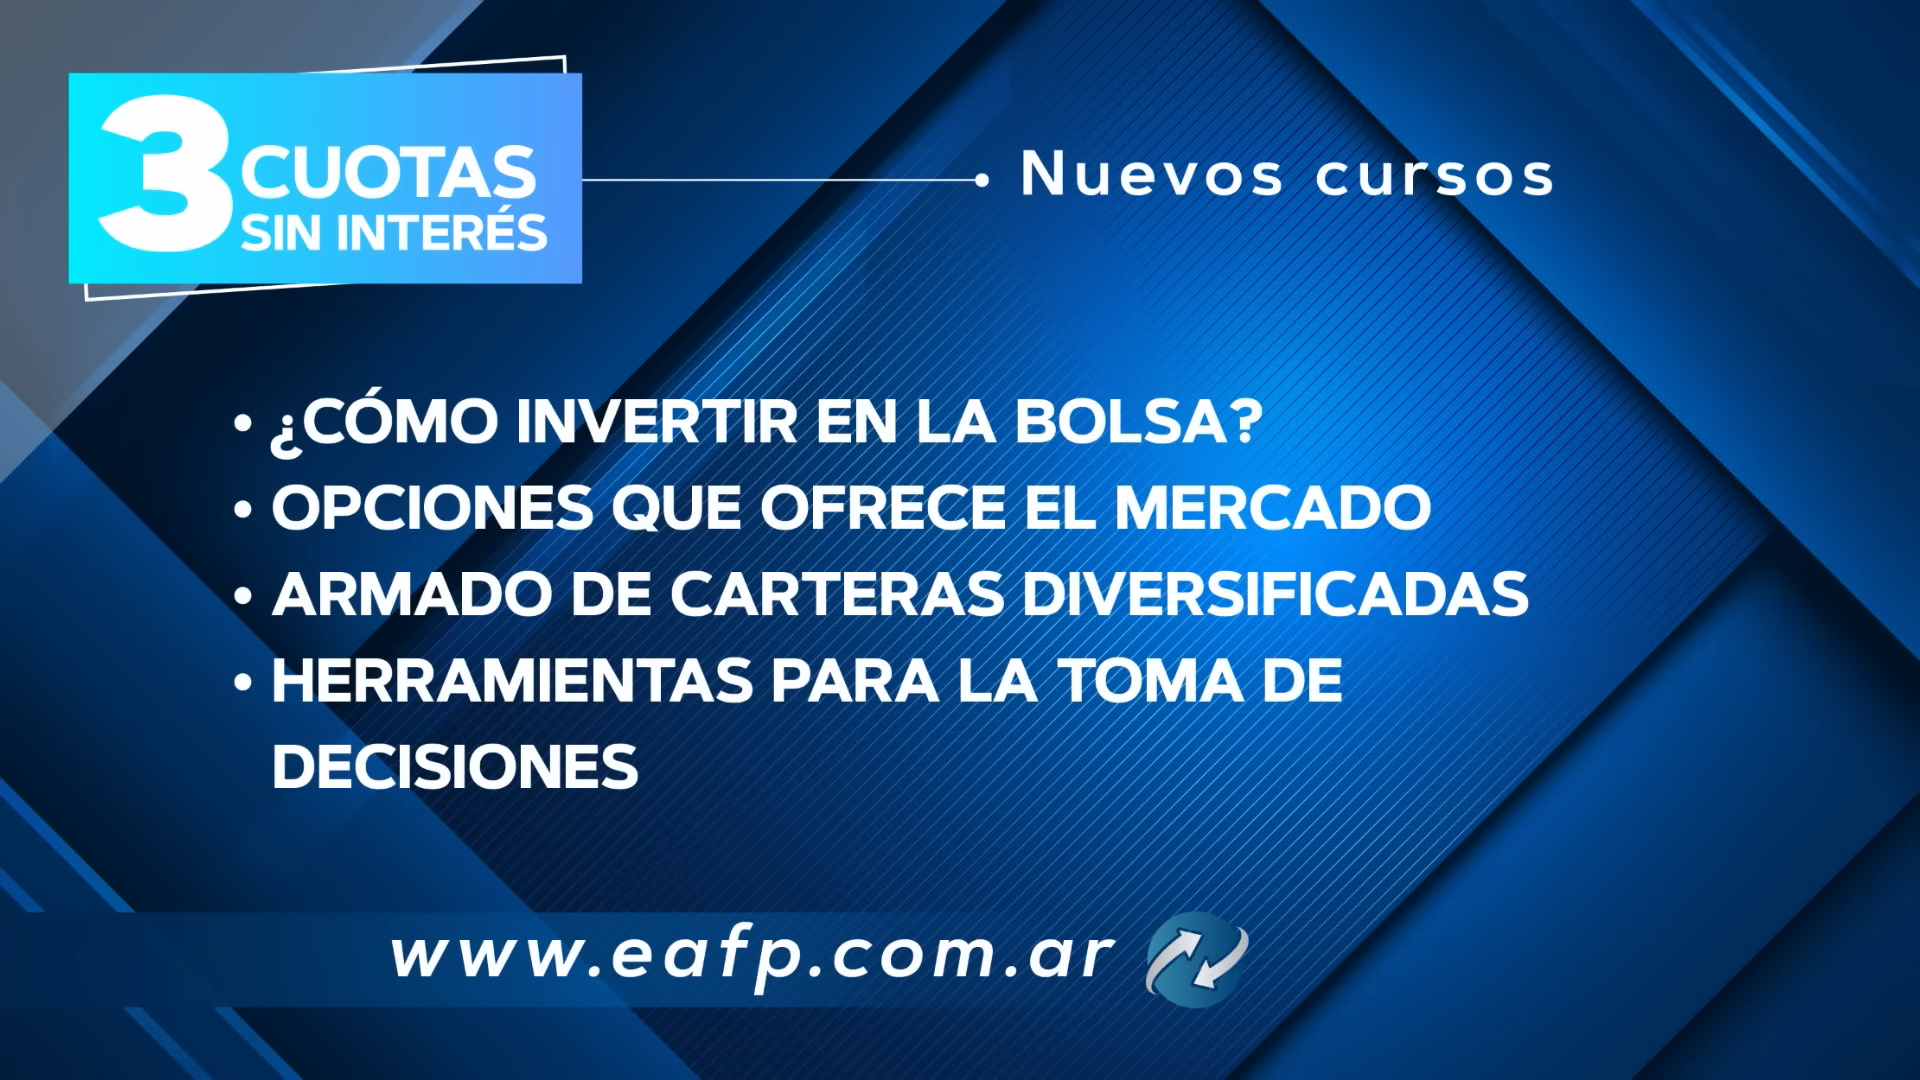 3 CUOTAS
SIN INTERÉS
• Nuevos cursos
• ¿CÓMO INVERTIR EN LA BOLSA?
• OPCIONES QUE OFRECE EL MERCADO
• ARMADO DE CARTERAS DIVERSIFICADAS
• HERRAMIENTAS PARA LA TOMA DE
DECISIONES
www.eafp.com.ar